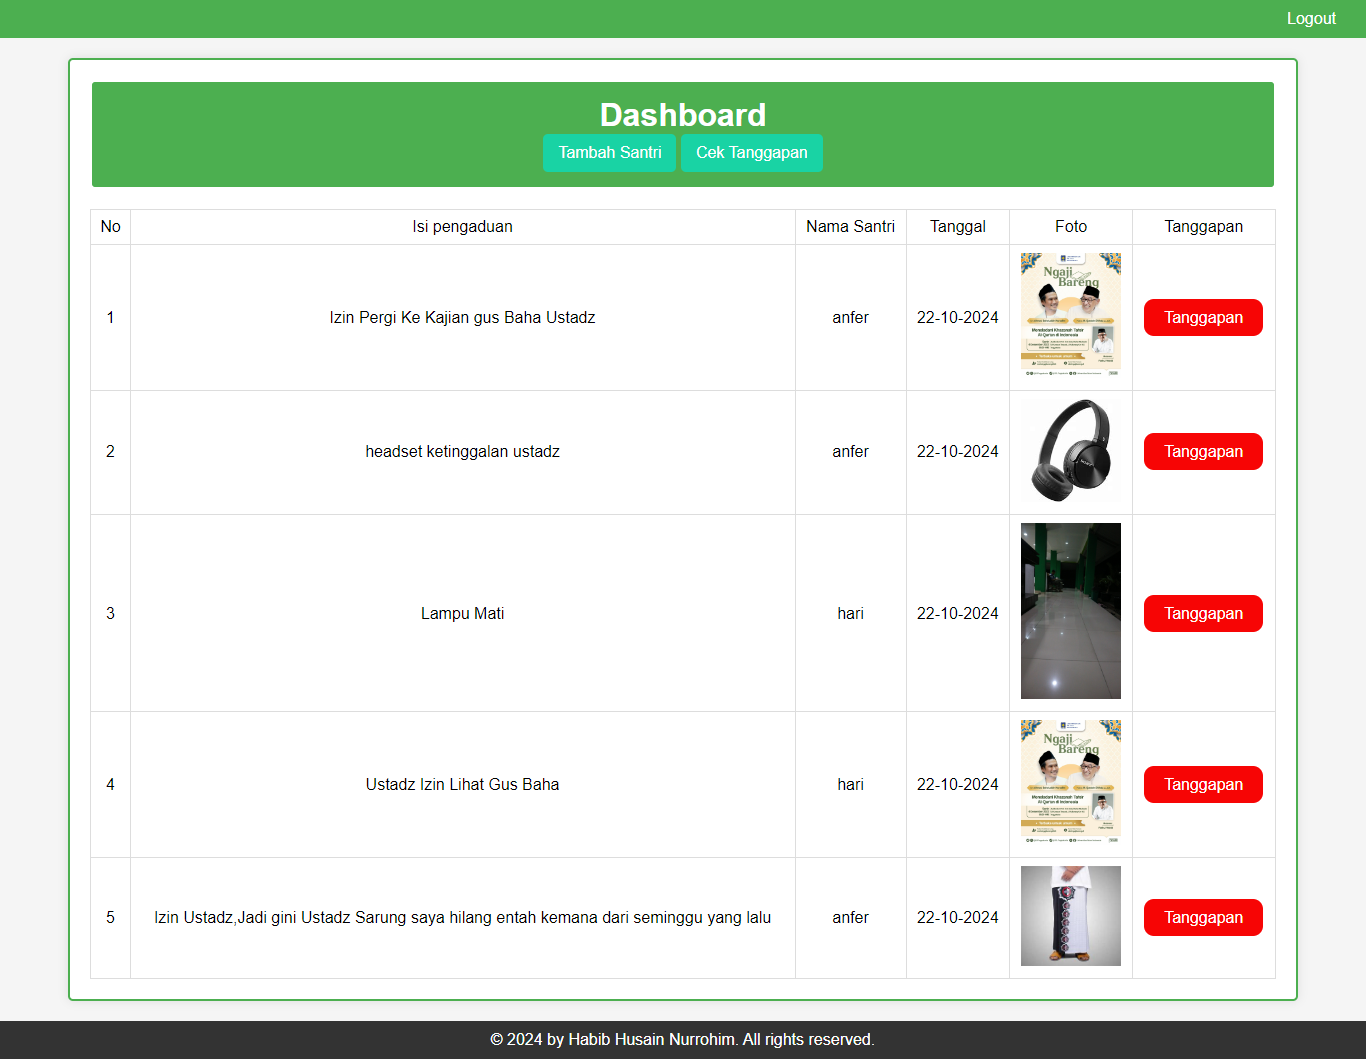 Logout
Dashboard
Tambah Santri Cek Tanggapan
No Isi pengaduan Nama Santri Tanggal Foto Tanggapan
1 Izin Pergi Ke Kajian gus Baha Ustadz anfer 22-10-2024 Tanggapan
Ngaji
Bareng
2 headset ketinggalan ustadz anfer 22-10-2024 Tanggapan
3 Lampu Mati hari 22-10-2024 Tanggapan
4 Ustadz Izin Lihat Gus Baha hari 22-10-2024 Tanggapan
Ngaji
Bareng
5 Izin Ustadz,Jadi gini Ustadz Sarung saya hilang entah kemana dari seminggu yang lalu anfer 22-10-2024 Tanggapan
© 2024 by Habib Husain Nurrohim. All rights reserved.